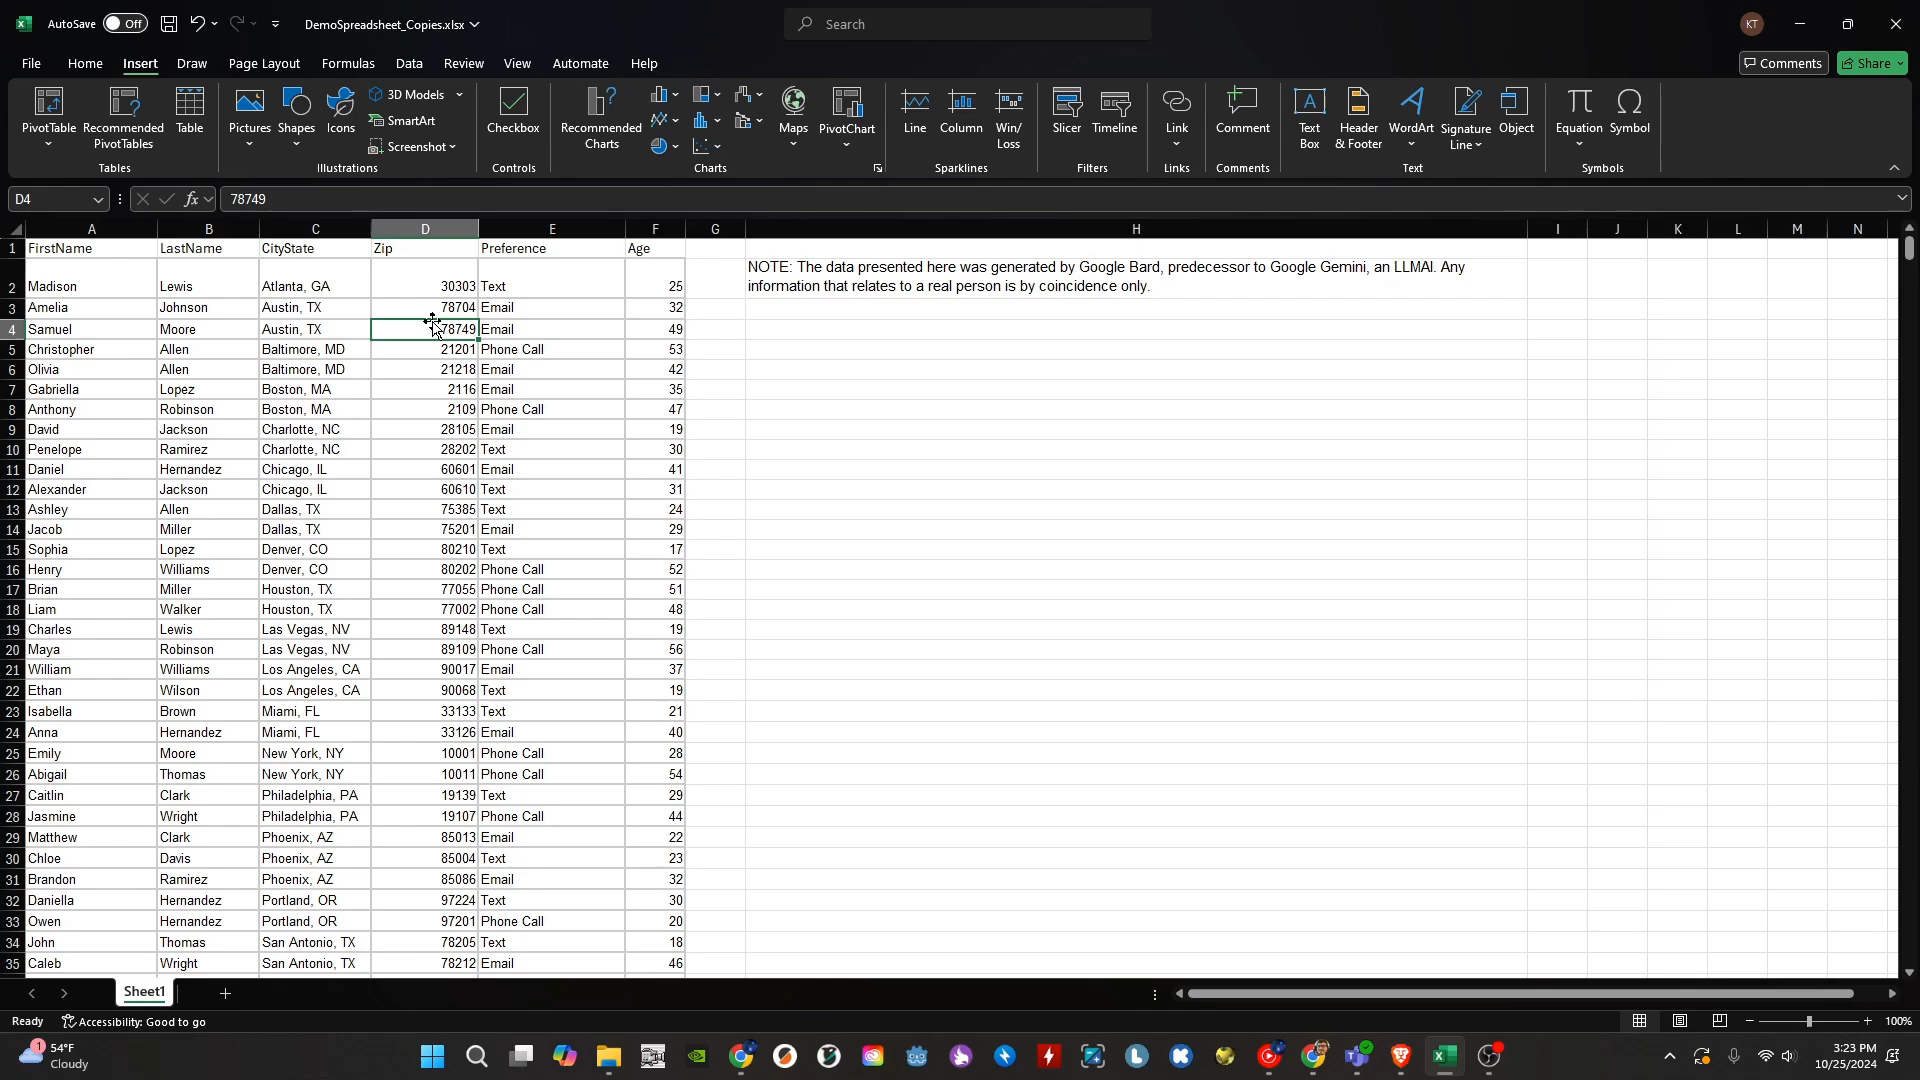 AutoSave Off DemoSpreadsheet_Copies.xlsx Search KT
File Home Insert Draw Page Layout Formulas Data Review View Automate Help Comments Share
PivotTable Recommended PivotTables Table Pictures Shapes Icons 3D Models SmartArt Screenshot Checkbox Recommended Charts Maps PivotChart Line Column Win/Loss Slicer Timeline Link Comment Text Box Header & Footer WordArt Signature Line Object Equation Symbol
Tables Illustrations Controls Charts Sparklines Filters Links Comments Text Symbols
D4 fx 78749
A B C D E F G H I J K L M N
1 FirstName LastName CityState Zip Preference Age
NOTE: The data presented here was generated by Google Bard, predecessor to Google Gemini, an LLMAI. Any
2 Madison Lewis Atlanta, GA 30303 Text 25 information that relates to a real person is by coincidence only.
3 Amelia Johnson Austin, TX 78704 Email 32
4 Samuel Moore Austin, TX 78749 Email 49
5 Christopher Allen Baltimore, MD 21201 Phone Call 53
6 Olivia Allen Baltimore, MD 21218 Email 42
7 Gabriella Lopez Boston, MA 2116 Email 35
8 Anthony Robinson Boston, MA 2109 Phone Call 47
9 David Jackson Charlotte, NC 28105 Email 19
10 Penelope Ramirez Charlotte, NC 28202 Text 30
11 Daniel Hernandez Chicago, IL 60601 Email 41
12 Alexander Jackson Chicago, IL 60610 Text 31
13 Ashley Allen Dallas, TX 75385 Text 24
14 Jacob Miller Dallas, TX 75201 Email 29
15 Sophia Lopez Denver, CO 80210 Text 17
16 Henry Williams Denver, CO 80202 Phone Call 52
17 Brian Miller Houston, TX 77055 Phone Call 51
18 Liam Walker Houston, TX 77002 Phone Call 48
19 Charles Lewis Las Vegas, NV 89148 Text 19
20 Maya Robinson Las Vegas, NV 89109 Phone Call 56
21 William Williams Los Angeles, CA 90017 Email 37
22 Ethan Wilson Los Angeles, CA 90068 Text 19
23 Isabella Brown Miami, FL 33133 Text 21
24 Anna Hernandez Miami, FL 33126 Email 40
25 Emily Moore New York, NY 10001 Phone Call 28
26 Abigail Thomas New York, NY 10011 Phone Call 54
27 Caitlin Clark Philadelphia, PA 19139 Text 29
28 Jasmine Wright Philadelphia, PA 19107 Phone Call 44
29 Matthew Clark Phoenix, AZ 85013 Email 22
30 Chloe Davis Phoenix, AZ 85004 Text 23
31 Brandon Ramirez Phoenix, AZ 85086 Email 32
32 Daniella Hernandez Portland, OR 97224 Text 30
33 Owen Hernandez Portland, OR 97201 Phone Call 20
34 John Thomas San Antonio, TX 78205 Text 18
35 Caleb Wright San Antonio, TX 78212 Email 46
Sheet1
Ready Accessibility: Good to go 100%
1 54°F 3:23 PM
Cloudy 10/25/2024